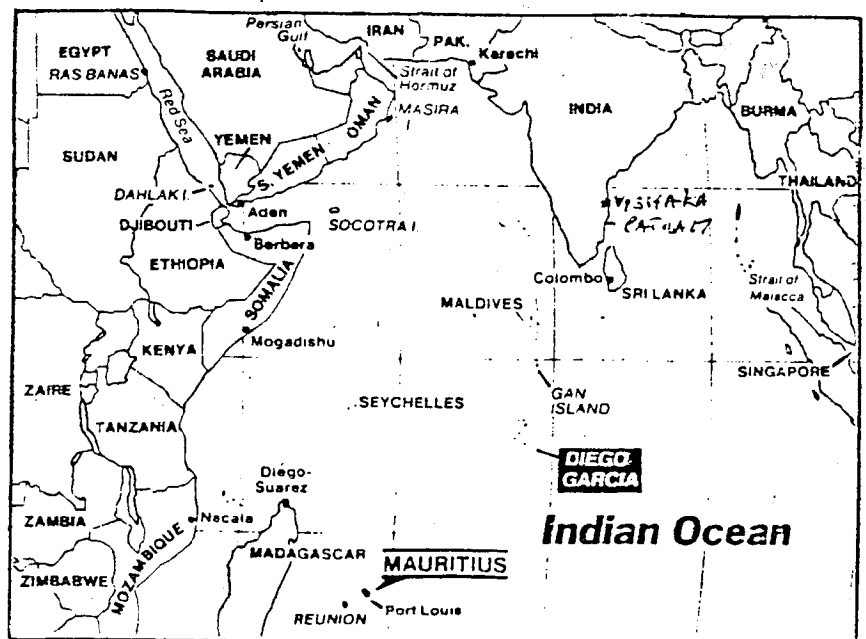 Persian
Gulf
IRAN
PAK.
Karachi
EGYPT
RAS BANAS
SAUDI
ARABIA
Strait of
Hormuz
Red Sea
OMAN
MASIRA
I.
INDIA
BURMA
YEMEN
S. YEMEN
SUDAN
THAILAND
DAHLAK I.
Aden
VISHAKA
PATNAM
DJIBOUTI
SOCOTRA I.
Berbera
ETHIOPIA
SOMALIA
Colombo
SRI LANKA
Strait of
Malacca
MALDIVES
KENYA
Mogadishu
SINGAPORE
ZAIRE
SEYCHELLES
GAN
ISLAND
TANZANIA
DIEGO
GARCIA
Diégo-
Suarez
ZAMBIA
Nacala
Indian Ocean
MOZAMBIQUE
MADAGASCAR
MAURITIUS
ZIMBABWE
REUNION
Port Louis